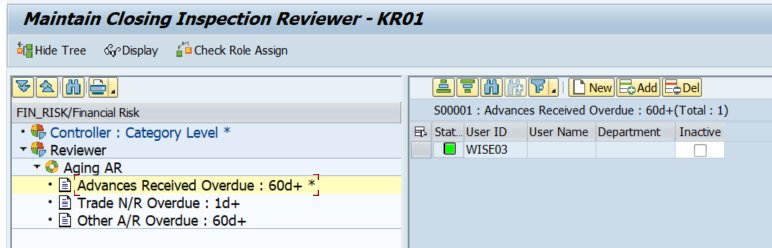 Maintain Closing Inspection Reviewer - KR01
Hide Tree Display Check Role Assign
FIN_RISK/Financial Risk
Controller : Category Level *
Reviewer
Aging AR
Advances Received Overdue : 60d+ *
Trade N/R Overdue : 1d+
Other A/R Overdue : 60d+
New Add Del
S00001 : Advances Received Overdue : 60d+(Total : 1)
Stat... User ID User Name Department Inactive
WISE03